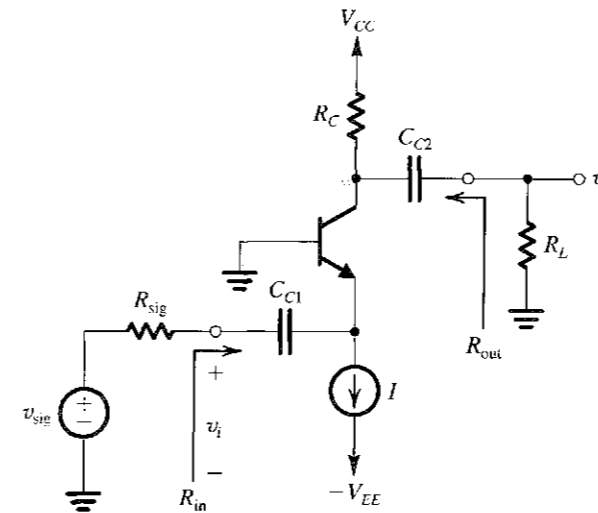 V_CC
R_C
C_C2
R_L
C_C1
R_sig
R_out
+
I
+
−
v_sig
v_i
−
R_in
−V_EE